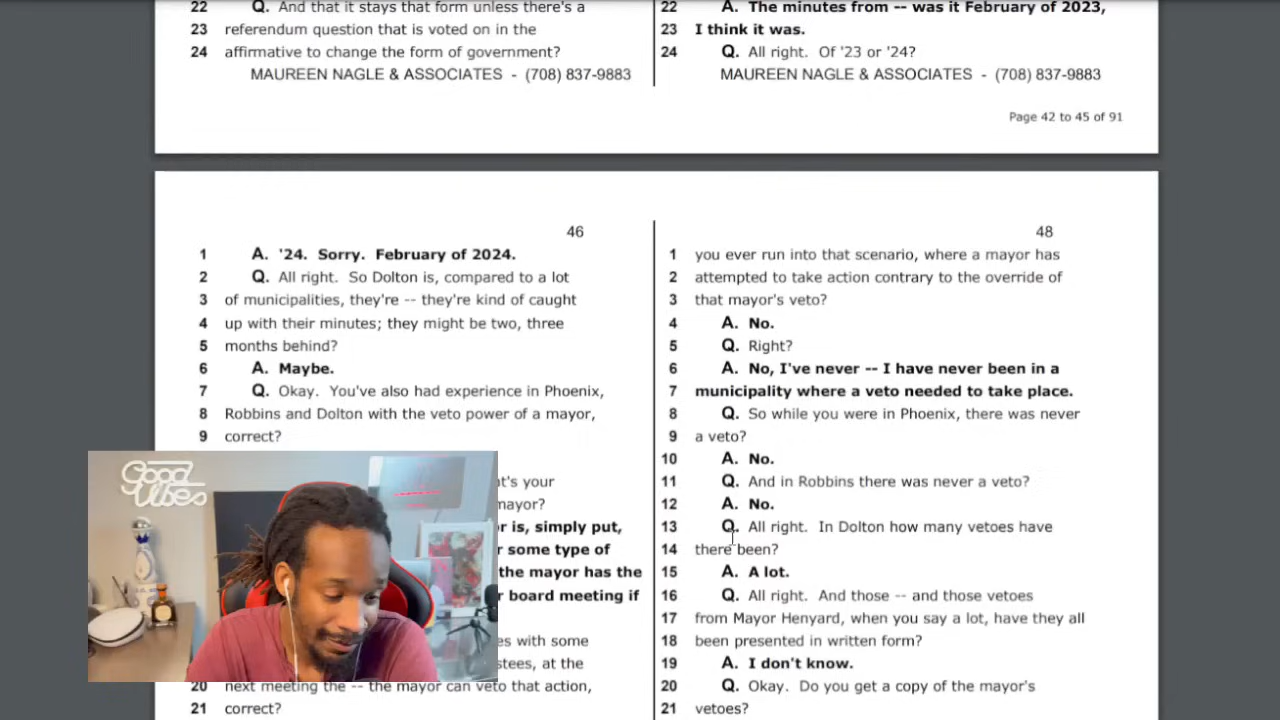 22 Q. And that it stays that form unless there's a
23 referendum question that is voted on in the
24 affirmative to change the form of government?
MAUREEN NAGLE & ASSOCIATES - (708) 837-9883
22 A. The minutes from -- was it February of 2023,
23 I think it was.
24 Q. All right. Of '23 or '24?
MAUREEN NAGLE & ASSOCIATES - (708) 837-9883
Page 42 to 45 of 91
46
1 A. '24. Sorry. February of 2024.
2 Q. All right. So Dolton is, compared to a lot
3 of municipalities, they're -- they're kind of caught
4 up with their minutes; they might be two, three
5 months behind?
6 A. Maybe.
7 Q. Okay. You've also had experience in Phoenix,
8 Robbins and Dolton with the veto power of a mayor,
9 correct?
your
mayor?
is, simply put,
some type of
the mayor has the
board meeting if
with some
at the
20 next meeting the -- the mayor can veto that action,
21 correct?
48
1 you ever run into that scenario, where a mayor has
2 attempted to take action contrary to the override of
3 that mayor's veto?
4 A. No.
5 Q. Right?
6 A. No, I've never -- I have never been in a
7 municipality where a veto needed to take place.
8 Q. So while you were in Phoenix, there was never
9 a veto?
10 A. No.
11 Q. And in Robbins there was never a veto?
12 A. No.
13 Q. All right. In Dolton how many vetoes have
14 there been?
15 A. A lot.
16 Q. All right. And those -- and those vetoes
17 from Mayor Henyard, when you say a lot, have they all
18 been presented in written form?
19 A. I don't know.
20 Q. Okay. Do you get a copy of the mayor's
21 vetoes?
Good
Vibes